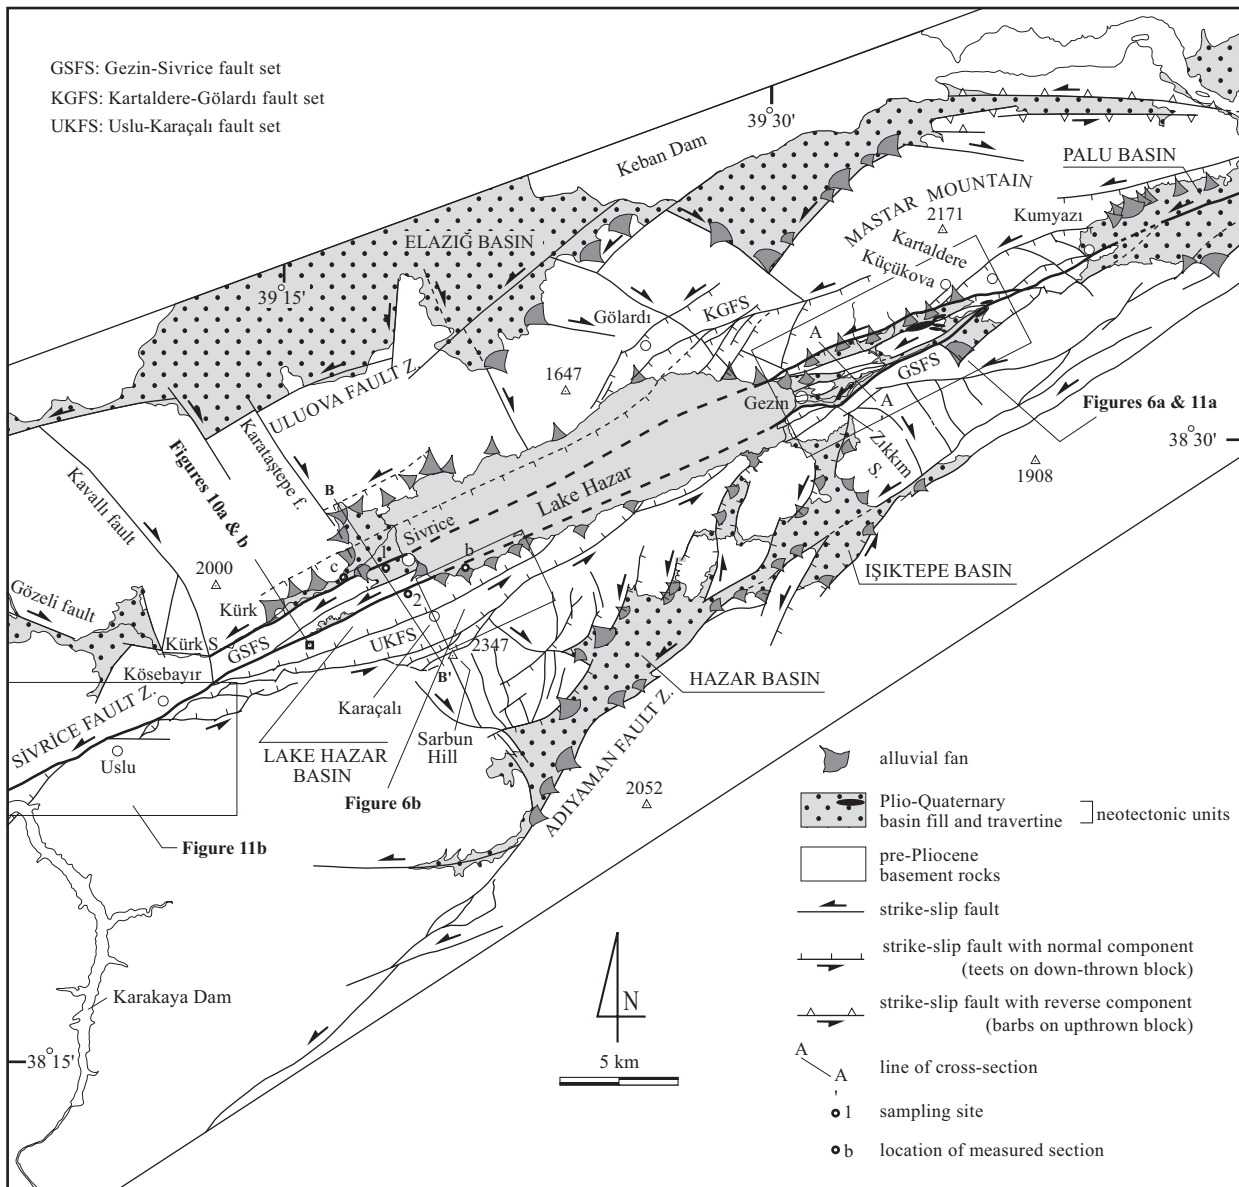 GSFS: Gezin-Sivrice fault set
KGFS: Kartaldere-Gölardı fault set
UKFS: Uslu-Karaçalı fault set
39°30'
Keban Dam
PALU BASIN
MASTAR MOUNTAIN
2171
Kumyazı
Kartaldere
Küçükova
ELAZIĞ BASIN
39°15'
KGFS
Gölardı
A
GSFS
1647
Gezin
A
Figures 6a & 11a
38°30'
ULUOVA FAULT Z.
Karataştepe f.
Figures 10a & b
Kavallı fault
Zıkkım
S.
1908
B
Lake Hazar
Sivrice
1
b
c
2
2000
IŞIKTEPE BASIN
Gözeli fault
Kürk
Kürk S
GSFS
UKFS
2347
B'
Kösebayır
HAZAR BASIN
SİVRİCE FAULT Z.
Karaçalı
Sarbun
Hill
Uslu
LAKE HAZAR
BASIN
Figure 6b
ADIYAMAN FAULT Z.
2052
Figure 11b
Karakaya Dam
38°15'
N
5 km
alluvial fan
Plio-Quaternary
basin fill and travertine
neotectonic units
pre-Pliocene
basement rocks
strike-slip fault
strike-slip fault with normal component
(teets on down-thrown block)
strike-slip fault with reverse component
(barbs on upthrown block)
A
A
'
line of cross-section
1
sampling site
b
location of measured section